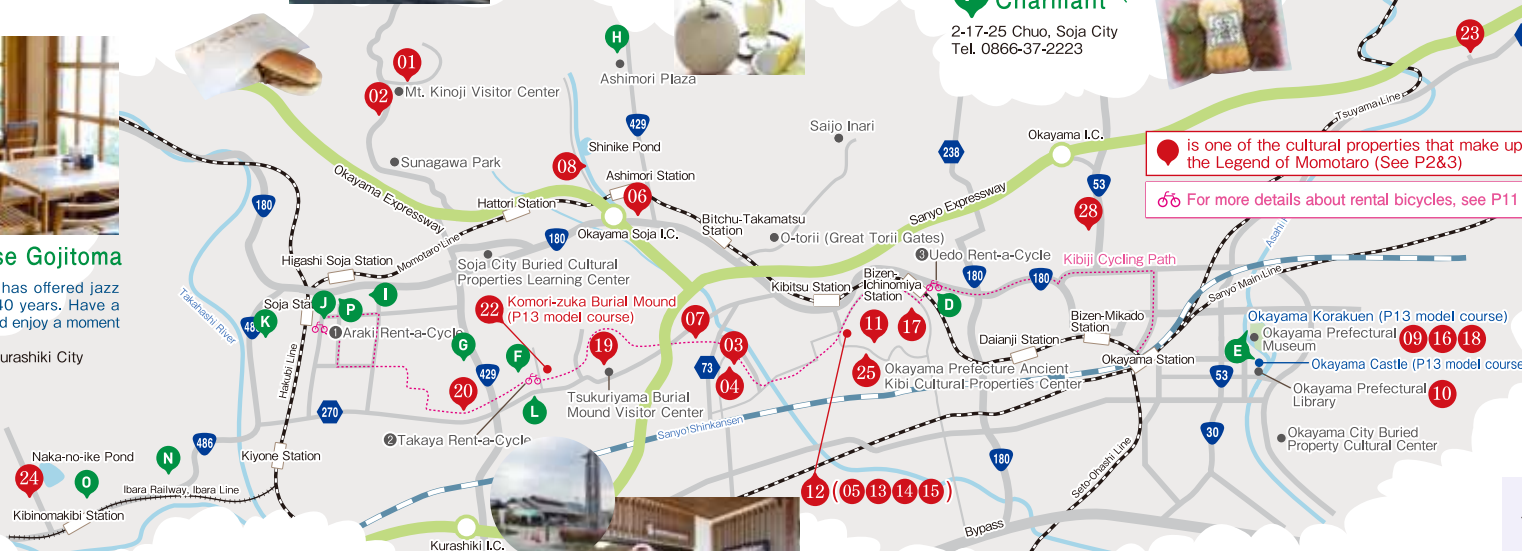 Charmant
2-17-25 Chuo, Soja City
Tel. 0866-37-2223
23
H
Ashimori Plaza
01
02
Mt. Kinoji Visitor Center
429
Shinike Pond
Saijo Inari
Okayama I.C.
Tsuyama Line
is one of the cultural properties that make up
the Legend of Momotaro (See P2&3)
For more details about rental bicycles, see P11
Sunagawa Park
08
Ashimori Station
06
238
53
28
Okayama Expressway
Hattori Station
180
Okayama Soja I.C.
180
Bitchu-Takamatsu
Station
Sanyo Expressway
O-torii (Great Torii Gates)
se Gojitoma
has offered jazz
40 years. Have a
d enjoy a moment
urashiki City
Higashi Soja Station
Momotaro Line
Soja City Buried Cultural
Properties Learning Center
Kibitsu Station
Bizen-
Ichinomiya
Station
❸Uedo Rent-a-Cycle
180
180
Kibiji Cycling Path
Sanyo Main Line
Asahi
Takahashi River
Soja Stat
J
P
I
K
48
❶Araki Rent-a-Cycle
22
Komori-zuka Burial Mound
(P13 model course)
07
D
11
17
Bizen-Mikado
Station
Okayama Korakuen (P13 model course)
Okayama Prefectural
Museum
09 16 18
Hakubi Line
G
F
429
19
03
73
04
25
Okayama Prefecture Ancient
Kibi Cultural Properties Center
Daianji Station
Okayama Station
E
53
Okayama Castle (P13 model course
Okayama Prefectural
Library
10
20
L
Tsukuriyama Burial
Mound Visitor Center
270
❷Takaya Rent-a-Cycle
Sanyo Shinkansen
30
Okayama City Buried
Property Cultural Center
486
Kiyone Station
Naka-no-ike Pond
N
24
O
Ibara Railway, Ibara Line
Kibinomakibi Station
180
Seto-Ohashi Line
12 (05 13 14 15)
Bypass
Kurashiki I.C.